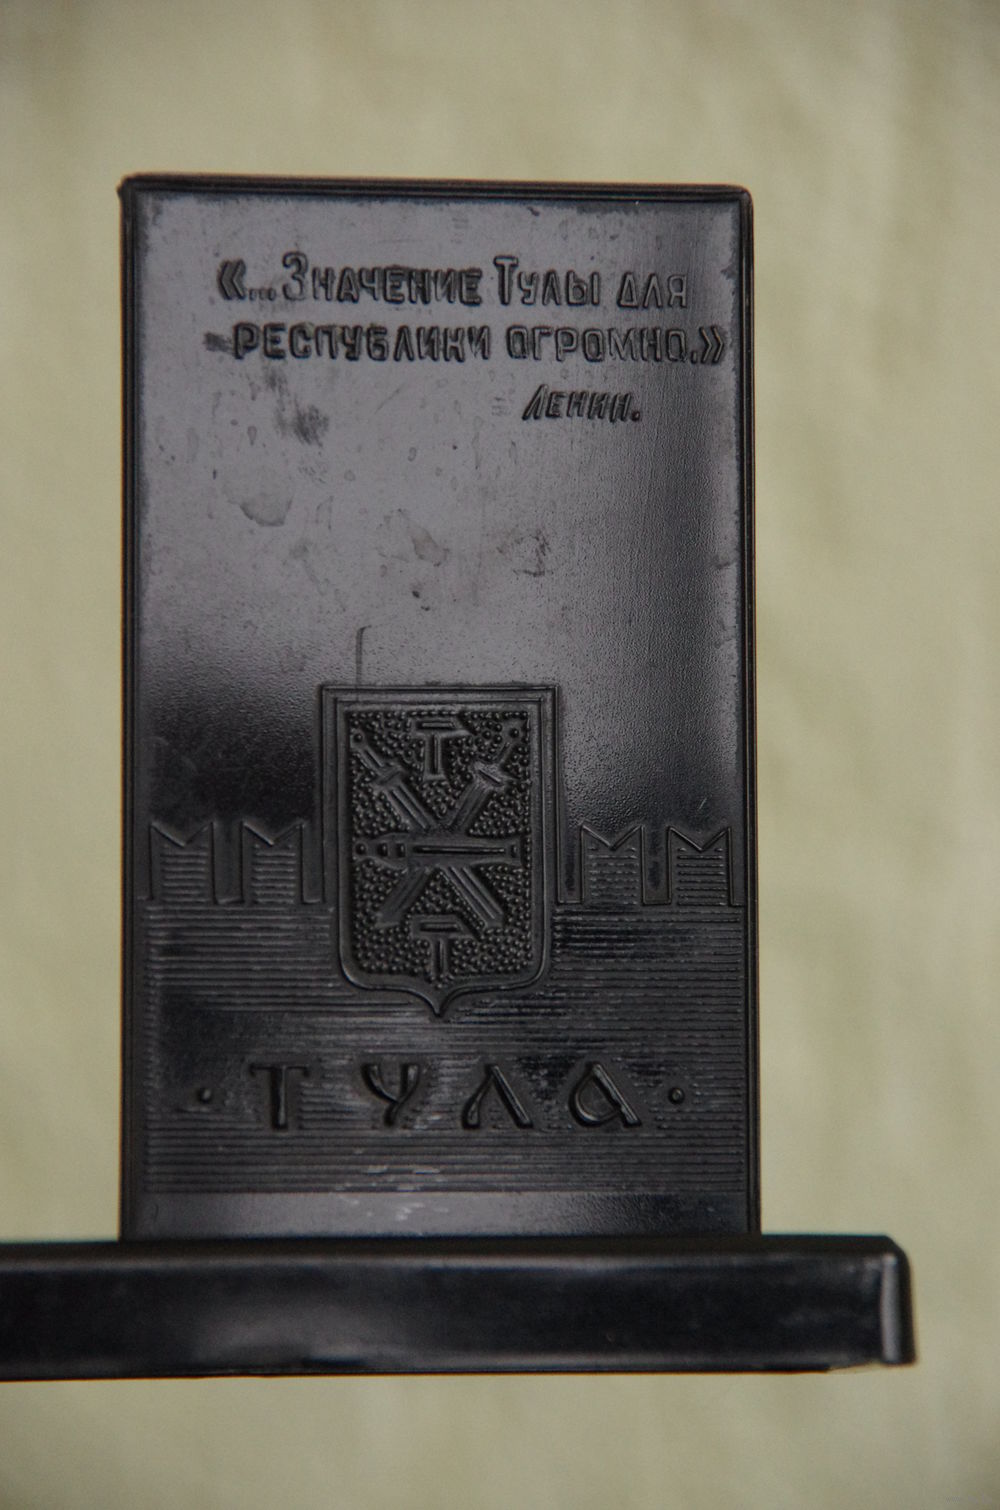 «...Значение Тулы для
республики огромно.»
Ленин.
· ТУЛА ·